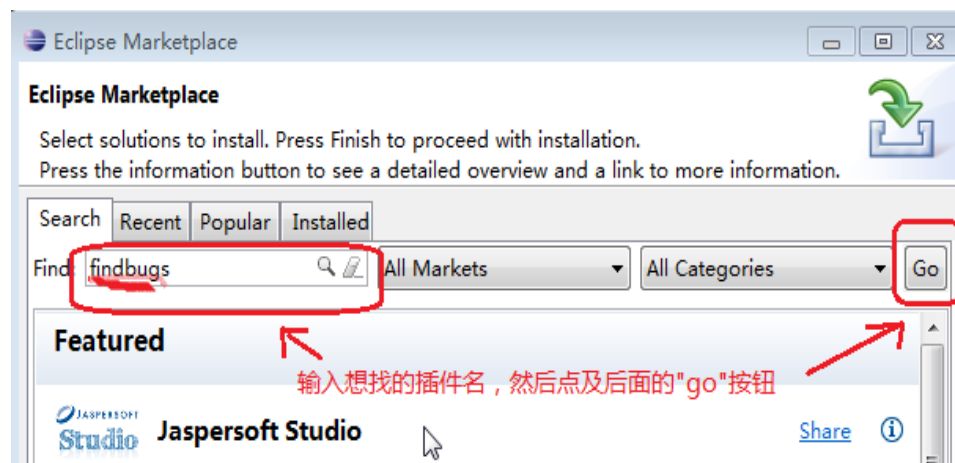 Eclipse Marketplace
Eclipse Marketplace
Select solutions to install. Press Finish to proceed with installation.
Press the information button to see a detailed overview and a link to more information.
Search Recent Popular Installed
Find: findbugs All Markets All Categories Go
Featured
输入想找的插件名，然后点及后面的"go"按钮
JASPERSOFT
Studio
Jaspersoft Studio Share